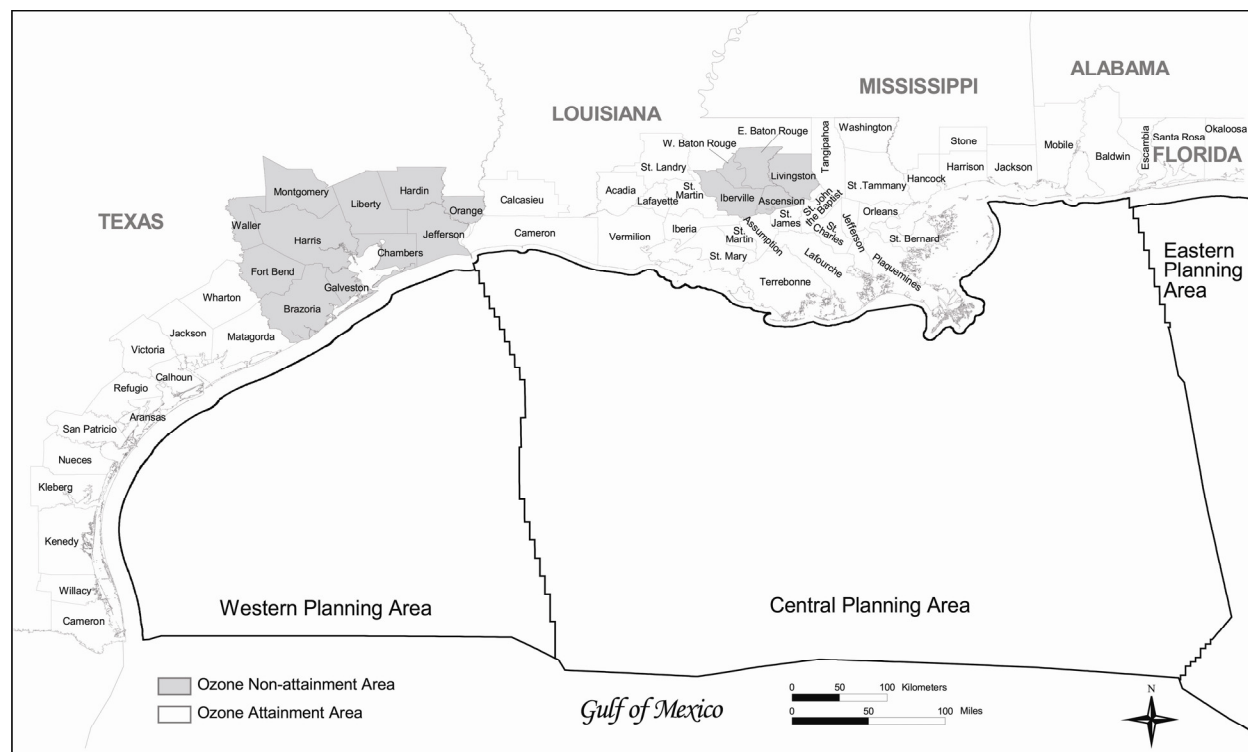 ALABAMA
MISSISSIPPI
LOUISIANA
TEXAS
FLORIDA
Montgomery
Hardin
Liberty
Orange
Waller
Harris
Jefferson
Chambers
Fort Bend
Galveston
Brazoria
Wharton
Jackson
Matagorda
Victoria
Calhoun
Refugio
Aransas
San Patricio
Nueces
Kleberg
Kenedy
Willacy
Cameron
E. Baton Rouge
W. Baton Rouge
St. Landry
Calcasieu
Acadia
Lafayette
St.
Martin
Iberville
Livingston
Ascension
Cameron
Vermilion
Iberia
St.
Martin
St. Mary
Assumption
St.
James
St. John
the Baptist
St.
Charles
Jefferson
Lafourche
Terrebonne
Plaquemines
Tangipahoa
Washington
St .Tammany
Orleans
St. Bernard
Hancock
Stone
Harrison
Jackson
Mobile
Baldwin
Escambia
Santa Rosa
Okaloosa
Eastern
Planning
Area
Western Planning Area
Central Planning Area
Ozone Non-attainment Area
Ozone Attainment Area
Gulf of Mexico
0 50 100 Kilometers
0 50 100 Miles
N